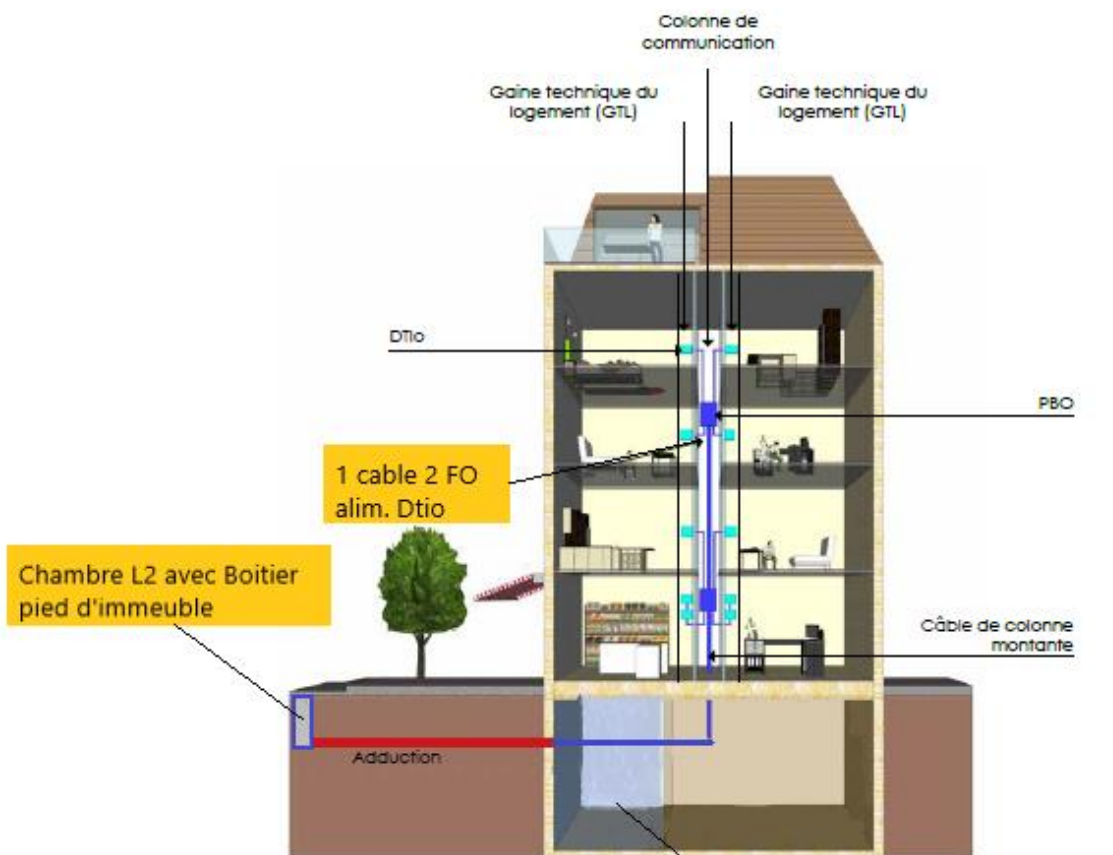 Colonne de
communication
Gaine technique du
logement (GTL)
Gaine technique du
logement (GTL)
DTIo
PBO
1 cable 2 FO
alim. Dtio
Chambre L2 avec Boitier
pied d'immeuble
Câble de colonne
montante
Adduction